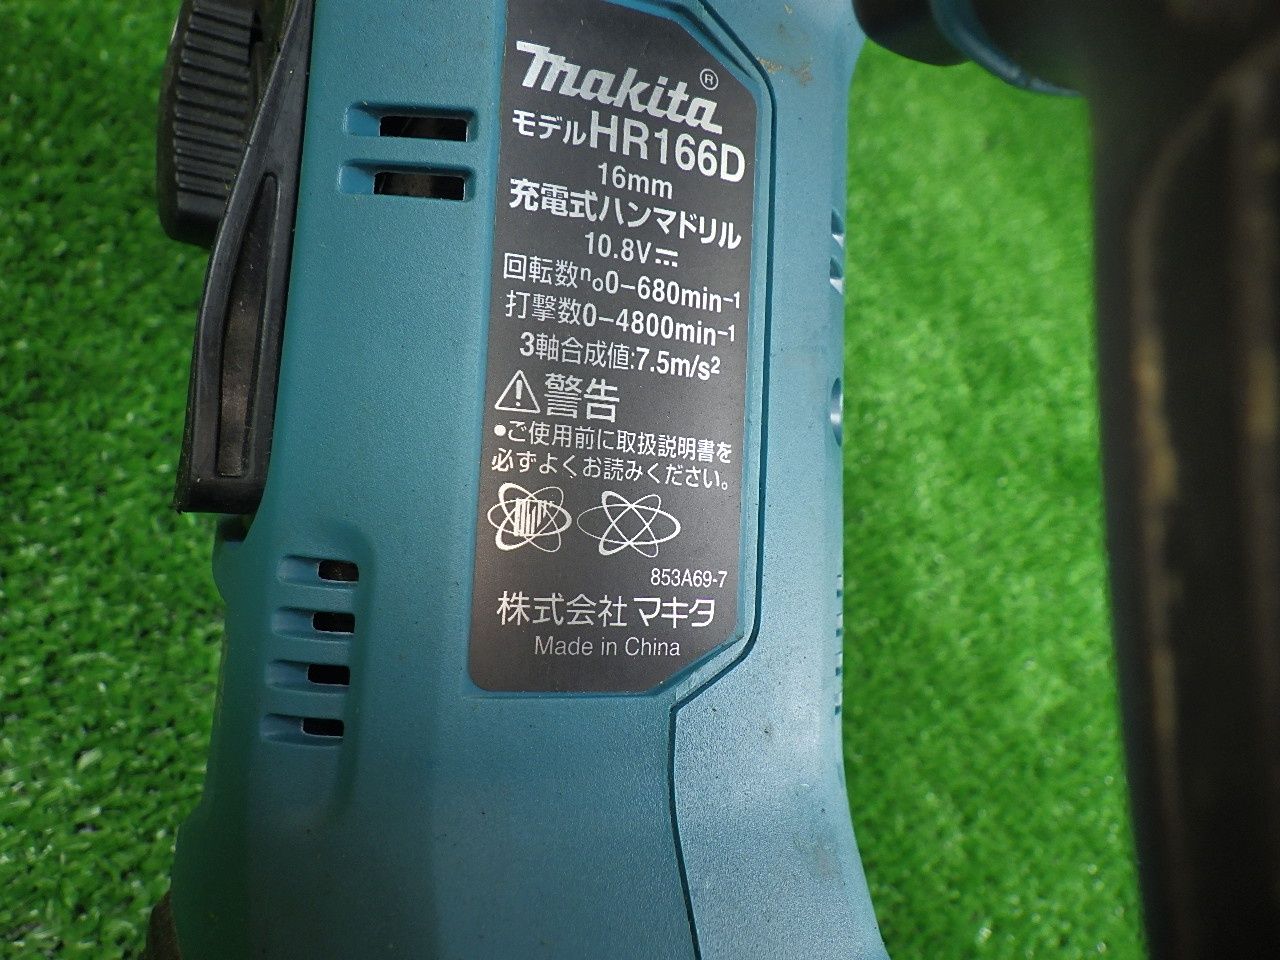 makita®
モデルHR166D
16mm
充電式ハンマドリル
10.8V⎓
回転数n₀0−680min⁻¹
打撃数0−4800min⁻¹
3軸合成値:7.5m/s²
⚠警告
●ご使用前に取扱説明書を
必ずよくお読みください。
853A69-7
株式会社マキタ
Made in China